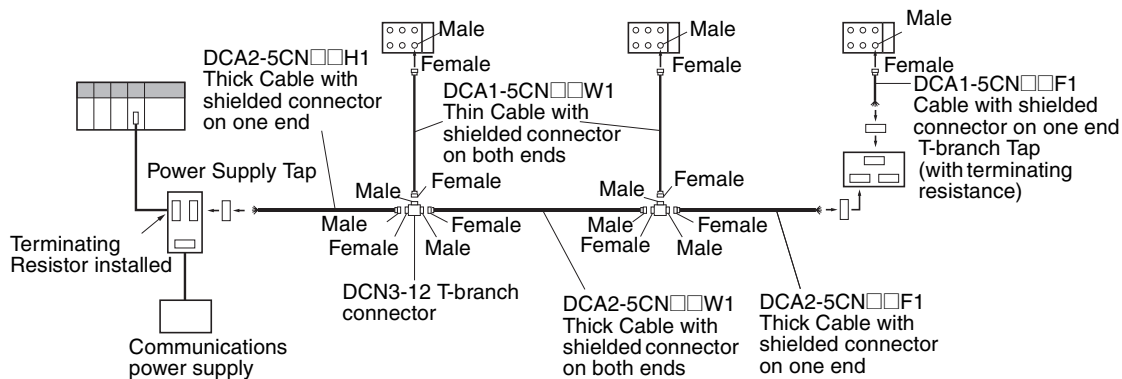 DCA2-5CN□□H1
Thick Cable with
shielded connector
on one end
Male
Female
DCA1-5CN□□W1
Thin Cable with
shielded connector
on both ends
Male
Female
Male
Female
DCA1-5CN□□F1
Cable with shielded
connector on one end
T-branch Tap
(with terminating
resistance)
Power Supply Tap
Male
Female
Male
Female
Male
Female
Female
Male
Male
Female
Female
Male
Terminating
Resistor installed
DCN3-12 T-branch
connector
DCA2-5CN□□W1
Thick Cable with
shielded connector
on both ends
DCA2-5CN□□F1
Thick Cable with
shielded connector
on one end
Communications
power supply